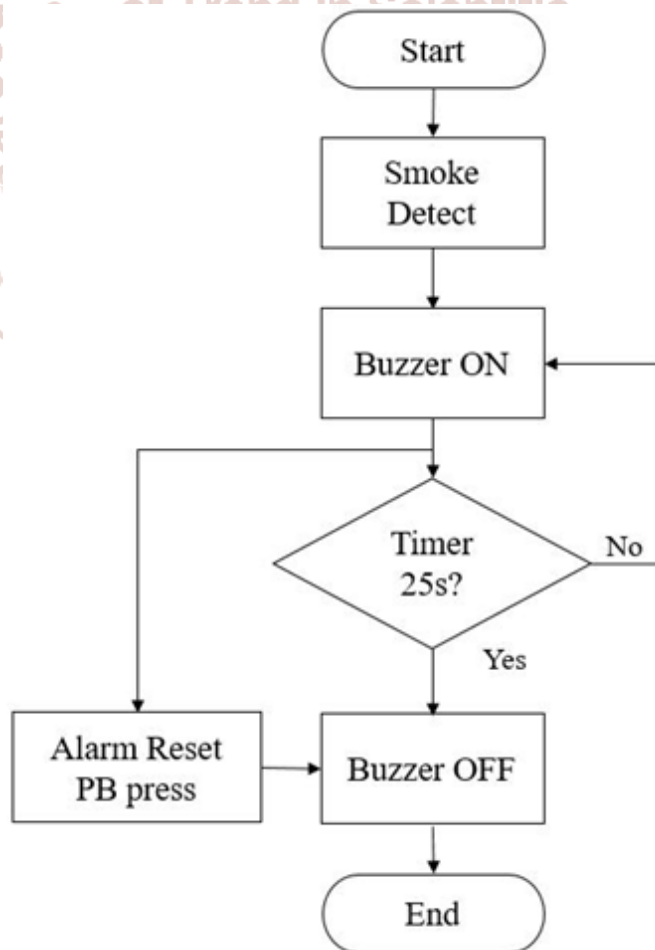 Start
Smoke
Detect
Buzzer ON
Timer
25s?
No
Yes
Alarm Reset
PB press
Buzzer OFF
End